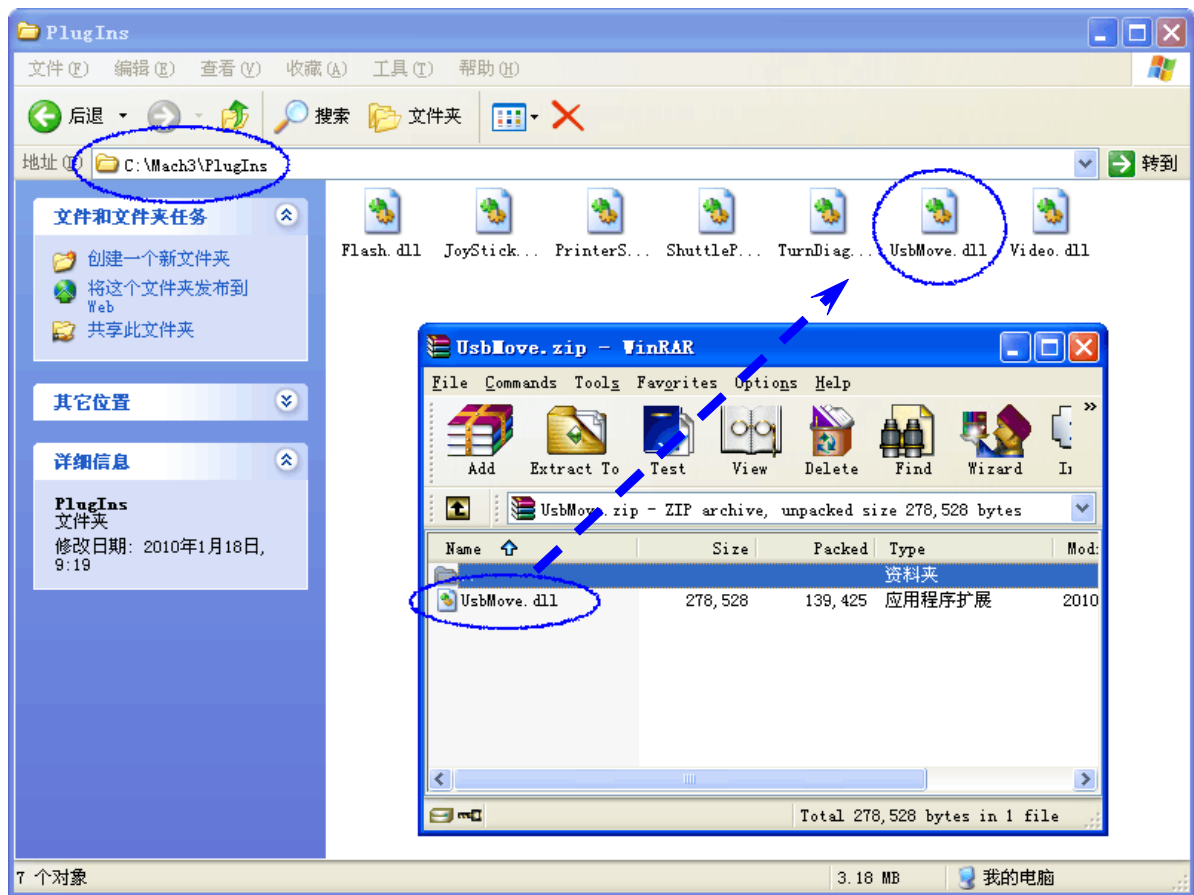 PlugIns
文件(F) 编辑(E) 查看(V) 收藏(A) 工具(T) 帮助(H)
后退 搜索 文件夹
地址 C:\Mach3\PlugIns 转到
文件和文件夹任务
创建一个新文件夹
将这个文件夹发布到
Web
共享此文件夹
其它位置
详细信息
PlugIns
文件夹
修改日期: 2010年1月18日,
9:19
Flash.dll JoyStick... PrinterS... ShuttleP... TurnDiag... UsbMove.dll Video.dll
UsbMove.zip - WinRAR
File Commands Tools Favorites Options Help
Add Extract To Test View Delete Find Wizard
UsbMove.zip - ZIP archive, unpacked size 278,528 bytes
Name Size Packed Type Mod
.. 资料夹
UsbMove.dll 278,528 139,425 应用程序扩展 2010
Total 278,528 bytes in 1 file
7 个对象 3.18 MB 我的电脑